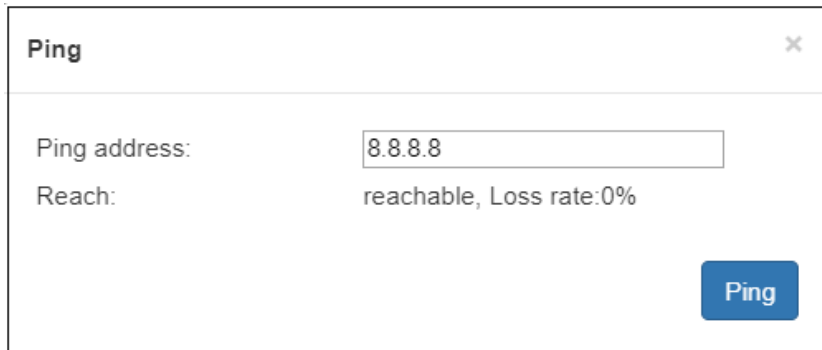 Ping ×
Ping address: 8.8.8.8
Reach: reachable, Loss rate:0%
Ping